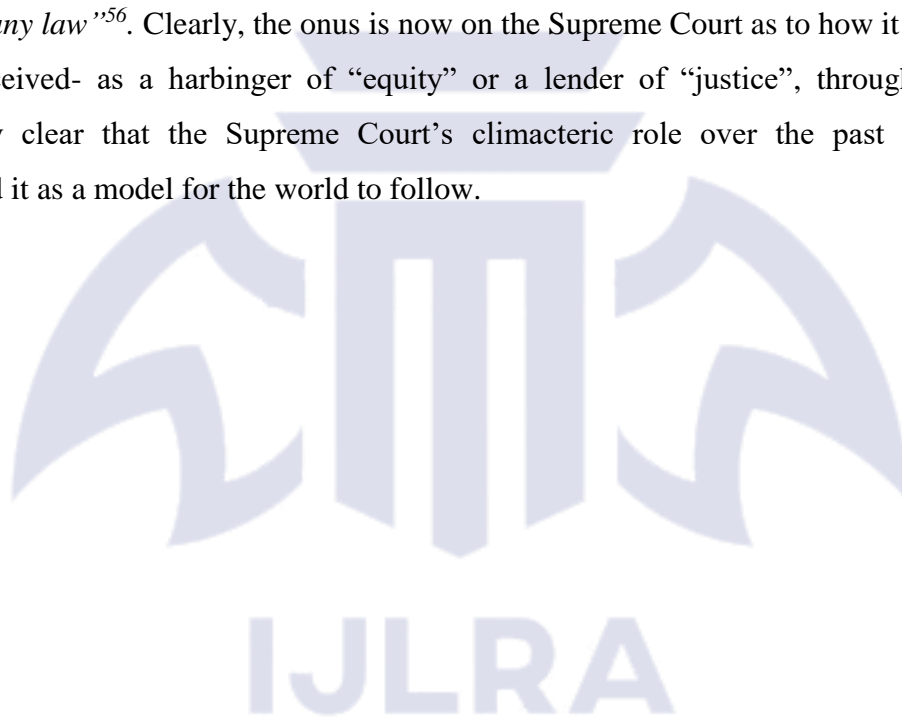 any law”56. Clearly, the onus is now on the Supreme Court as to how it
ceived- as a harbinger of “equity” or a lender of “justice”, through
clear that the Supreme Court’s climacteric role over the past
it as a model for the world to follow.
IJLRA